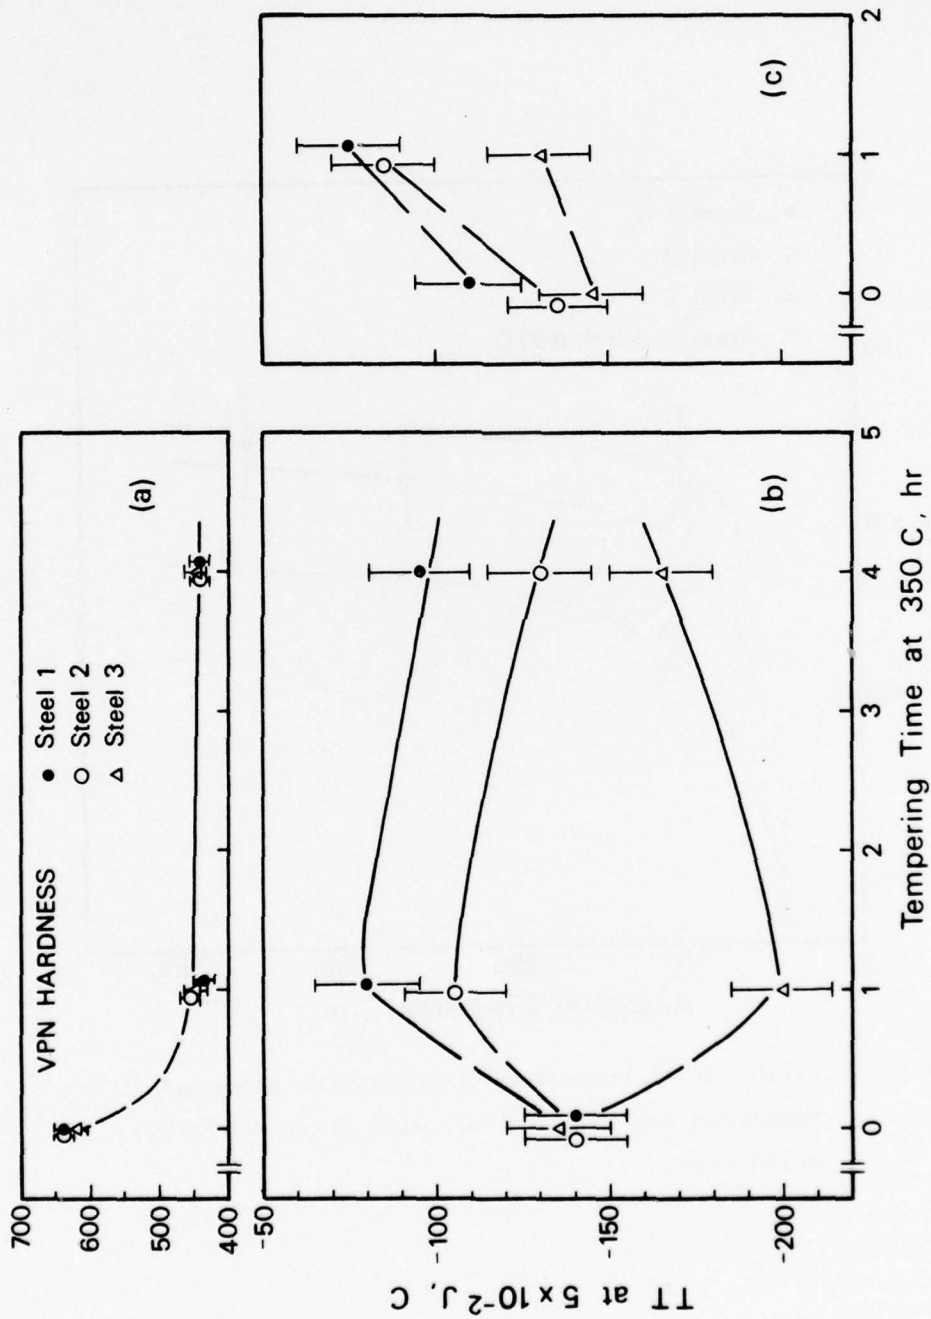 VPN HARDNESS
● Steel 1
○ Steel 2
△ Steel 3
700
600
500
400
(a)
-50
-100
-150
-200
TT at 5 x 10⁻² J, C
(b)
0 1 2 3 4 5
(c)
0 1 2
Tempering Time at 350 C, hr